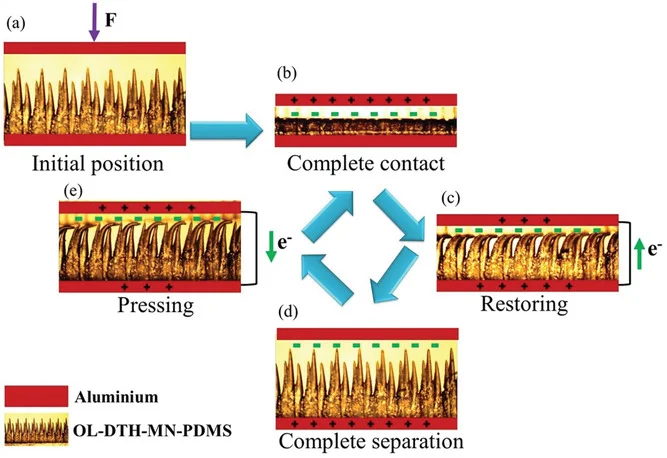 (a)
F
Initial position
(b)
+ + + + + + + +
Complete contact
(e)
+ + + + + +
+ + + +
Pressing
e-
(c)
+ + +
+ + + + + +
Restoring
e-
(d)
+ + + + + + + +
Complete separation
Aluminium
OL-DTH-MN-PDMS